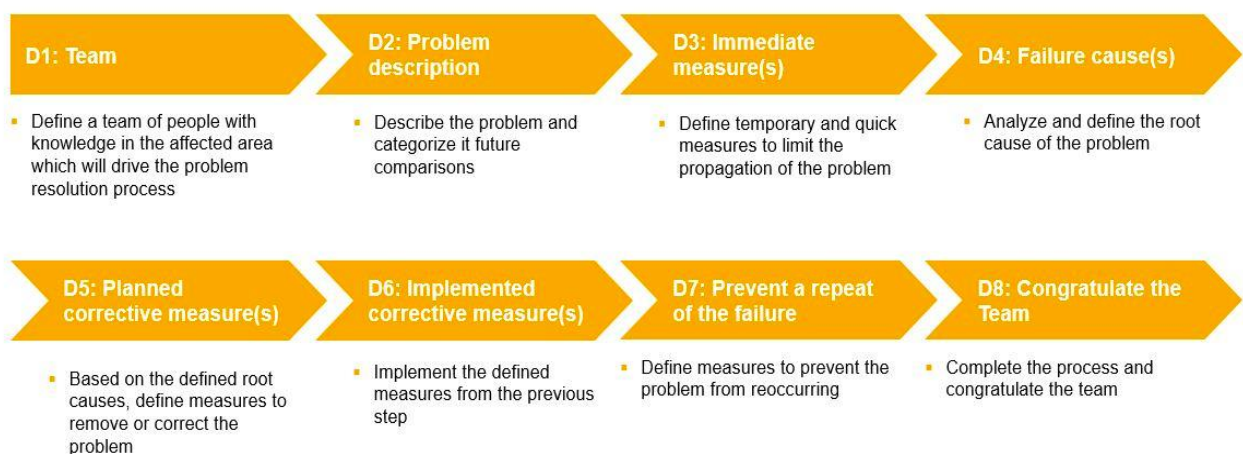 D1: Team
Define a team of people with
knowledge in the affected area
which will drive the problem
resolution process
D2: Problem
description
Describe the problem and
categorize it future
comparisons
D3: Immediate
measure(s)
Define temporary and quick
measures to limit the
propagation of the problem
D4: Failure cause(s)
Analyze and define the root
cause of the problem
D5: Planned
corrective measure(s)
Based on the defined root
causes, define measures to
remove or correct the
problem
D6: Implemented
corrective measure(s)
Implement the defined
measures from the previous
step
D7: Prevent a repeat
of the failure
Define measures to prevent the
problem from reoccurring
D8: Congratulate the
Team
Complete the process and
congratulate the team